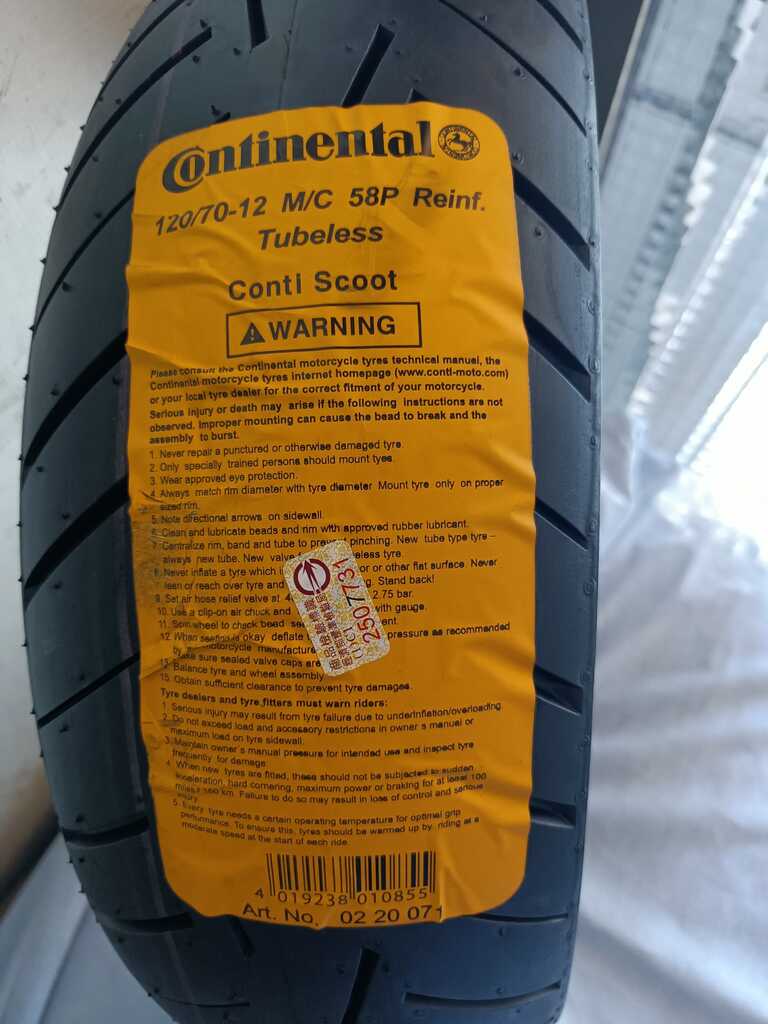 Continental
120/70-12 M/C 58P Reinf.
Tubeless
Conti Scoot
WARNING
Please consult the Continental motorcycle tyres technical manual, the
Continental motorcycle tyres internet homepage (www.conti-moto.com)
or your local tyre dealer for the correct fitment of your motorcycle.
Serious injury or death may arise if the following instructions are not
observed. Improper mounting can cause the bead to break and the
assembly to burst.
1. Never repair a punctured or otherwise damaged tyre.
2. Only specially trained persons should mount tyes.
3. Wear approved eye protection.
4. Always match rim diameter with tyre diameter. Mount tyre only on proper
sized rim.
5. Note directional arrows on sidewall.
6. Clean and lubricate beads and rim with approved rubber lubricant.
7. Centralize rim, band and tube to prevent pinching. New tube type tyre –
always new tube. New valve eless tyre.
8. Never inflate a tyre which or or other flat surface. Never
lean or reach over tyre and Stand back!
9. Set air hose relief valve at 2.75 bar.
10. Use a clip-on air chuck and with gauge.
11. Spin wheel to check bead
12. When seating is okay deflate pressure as recommended
by motorcycle manufacture
13. Make sure sealed valve caps are
14. Balance tyre and wheel assembly
15. Obtain sufficient clearance to prevent tyre damages.
Tyre dealers and tyre fitters must warn riders:
1. Serious injury may result from tyre failure due to underinflation/overloading.
2. Do not exceed load and accessory restrictions in owner's manual or
maximum load on tyre sidewall.
3. Maintain owner's manual pressure for intended use and inspect tyre
frequently for damage.
4. When new tyres are fitted, these should not be subjected to sudden
acceleration, hard cornering, maximum power or braking for at least 100
miles / 160 km. Failure to do so may result in loss of control and serious
injury.
5. Every tyre needs a certain operating temperature for optimal grip
performance. To ensure this, tyres should be warmed up by riding at a
moderate speed at the start of each ride.
2507731
4 019238 010855
Art. No. 02 20 071